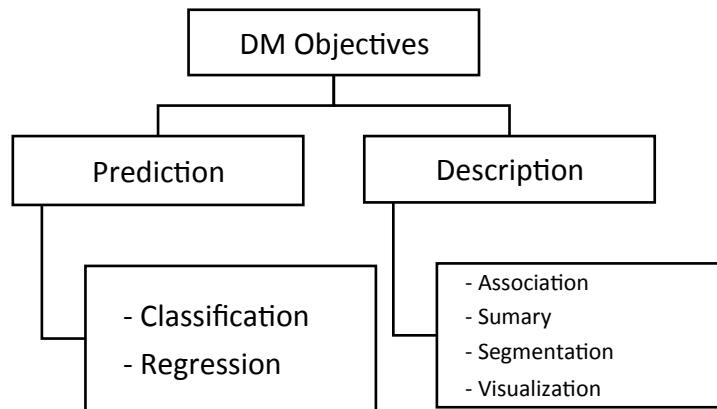 DM Objectives
Prediction
Description
- Classification
- Regression
- Association
- Sumary
- Segmentation
- Visualization